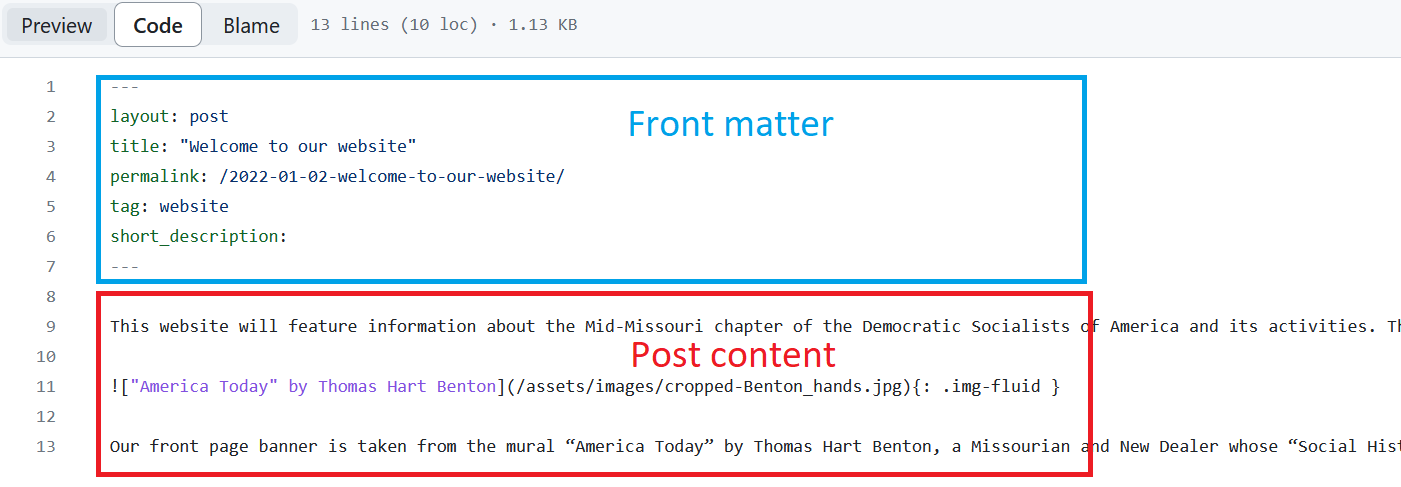 Preview Code Blame 13 lines (10 loc) · 1.13 KB
1 ---
2 layout: post
Front matter
3 title: "Welcome to our website"
4 permalink: /2022-01-02-welcome-to-our-website/
5 tag: website
6 short_description:
7 ---
8
9 This website will feature information about the Mid-Missouri chapter of the Democratic Socialists of America and its activities. Th
10
Post content
11 !["America Today" by Thomas Hart Benton](/assets/images/cropped-Benton_hands.jpg){: .img-fluid }
12
13 Our front page banner is taken from the mural “America Today” by Thomas Hart Benton, a Missourian and New Dealer whose “Social Hist